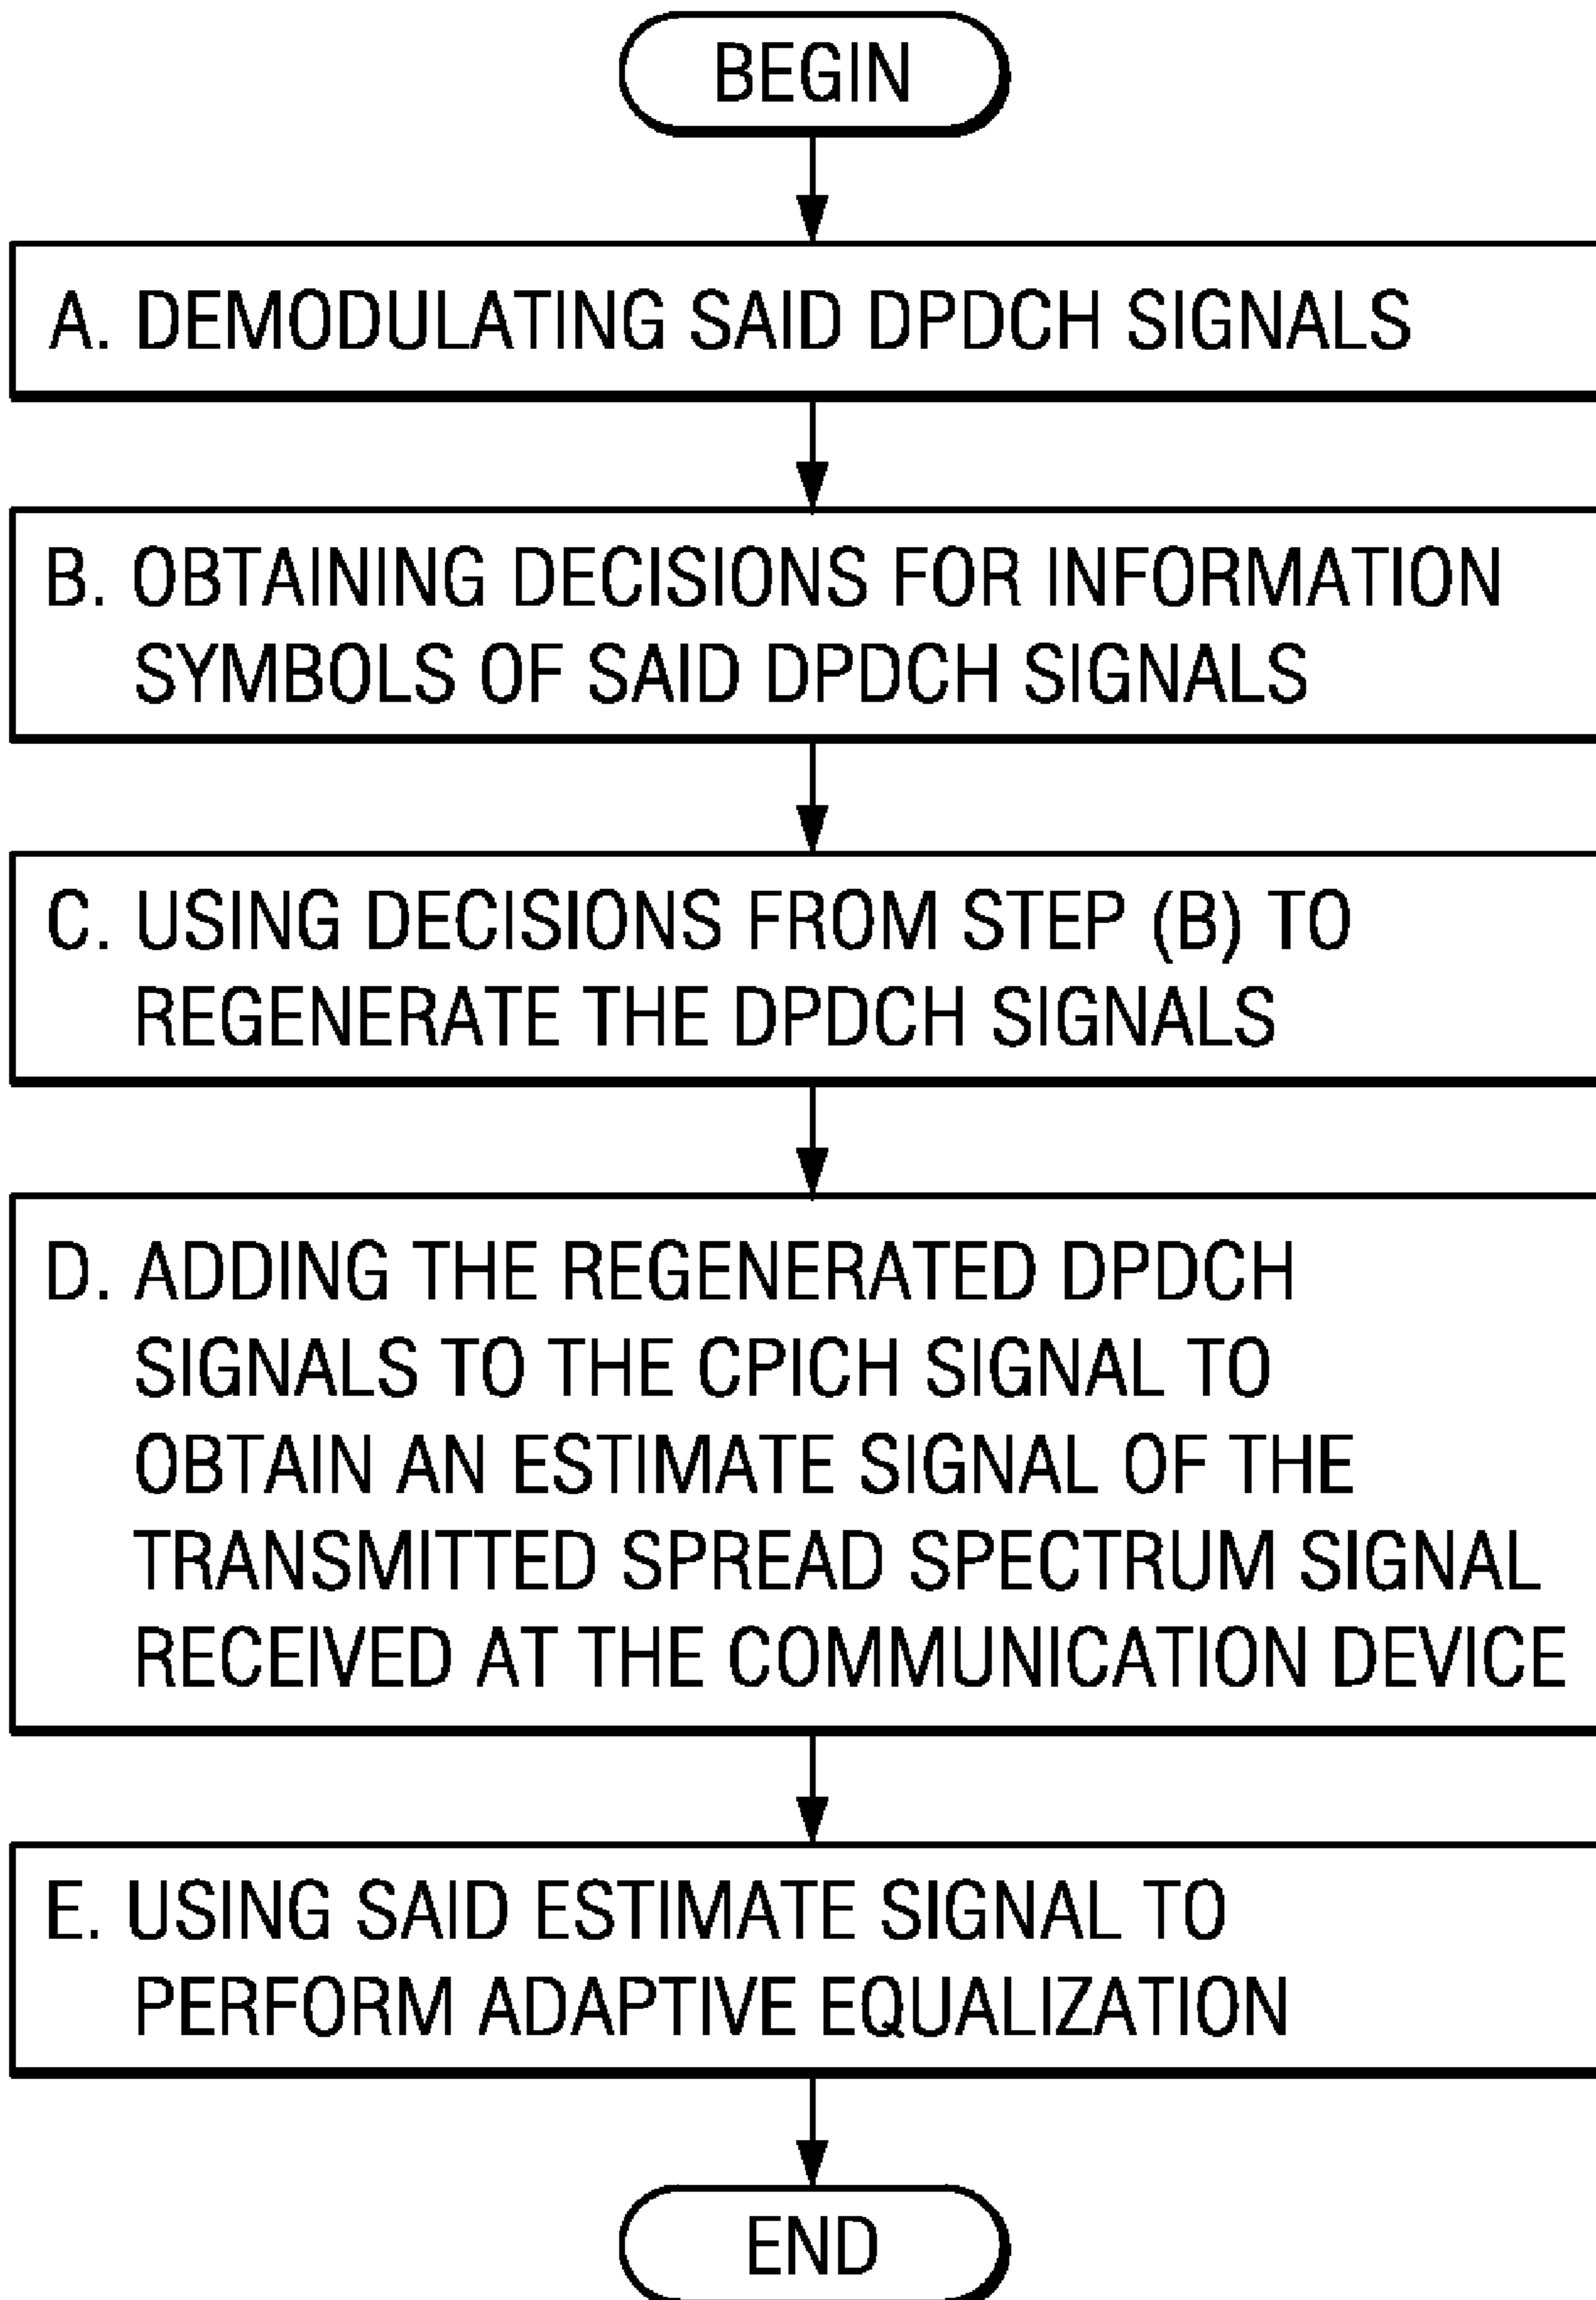 BEGIN
A. DEMODULATING SAID DPDCH SIGNALS
B. OBTAINING DECISIONS FOR INFORMATION
SYMBOLS OF SAID DPDCH SIGNALS
C. USING DECISIONS FROM STEP (B) TO
REGENERATE THE DPDCH SIGNALS
D. ADDING THE REGENERATED DPDCH
SIGNALS TO THE CPICH SIGNAL TO
OBTAIN AN ESTIMATE SIGNAL OF THE
TRANSMITTED SPREAD SPECTRUM SIGNAL
RECEIVED AT THE COMMUNICATION DEVICE
E. USING SAID ESTIMATE SIGNAL TO
PERFORM ADAPTIVE EQUALIZATION
END